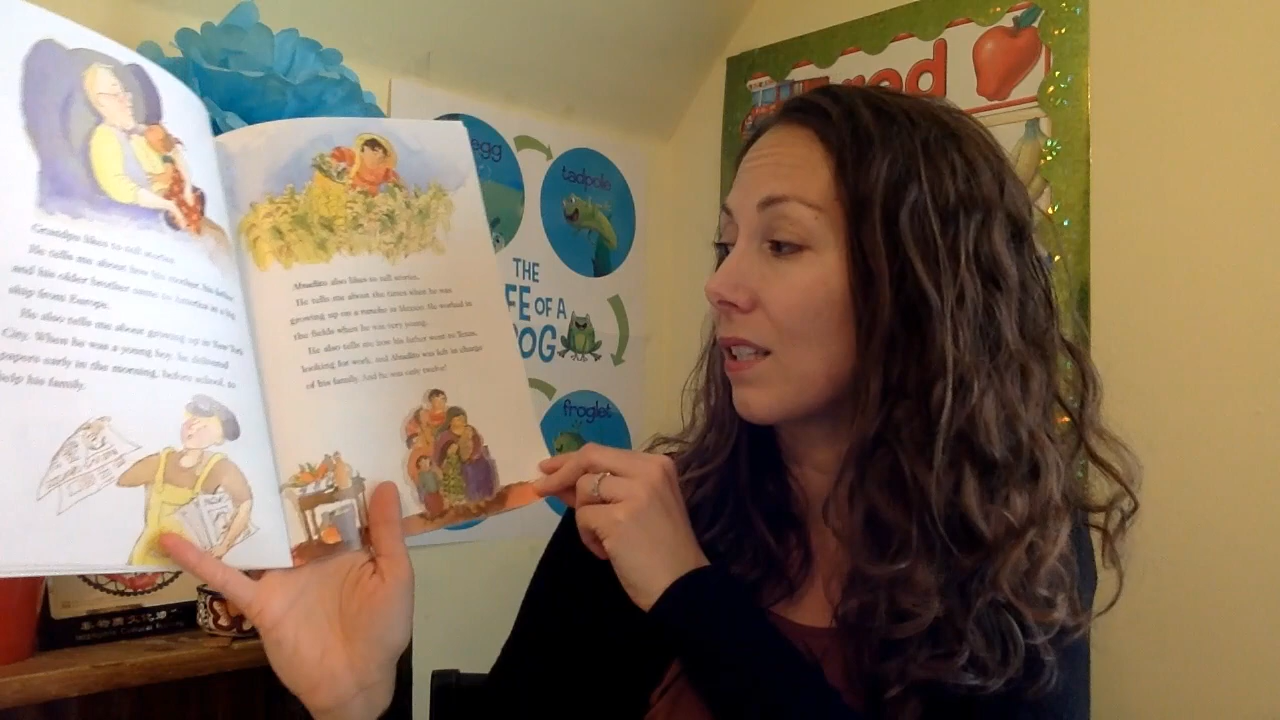 Grandpa likes to tell stories.
He tells me about how his mother, his father,
and his older brother came to America in a big
ship from Europe.
He also tells me about growing up in New York
City. When he was a young boy, he delivered
papers early in the morning, before school, to
help his family.
Abuelito also likes to tell stories.
He tells me about the times when he was
growing up on a rancho in Mexico. He worked in
the fields when he was very young.
He also tells me how his father went to Texas,
looking for work, and Abuelito was left in charge
of his family. And he was only twelve!
egg
tadpole
THE
FE OF A
OG
froglet
red